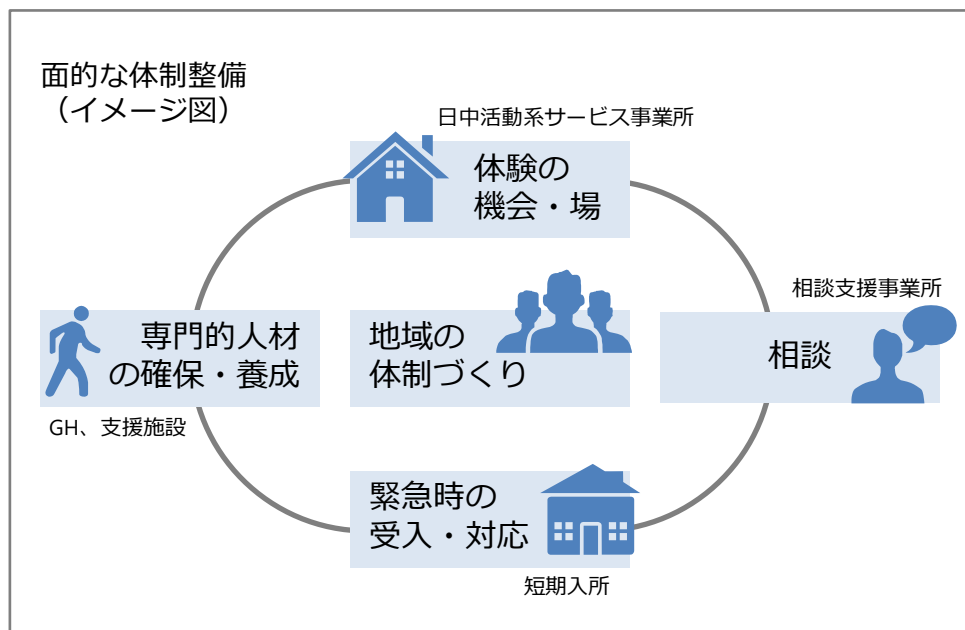 面的な体制整備
（イメージ図）
日中活動系サービス事業所
体験の
機会・場
相談支援事業所
専門的人材
の確保・養成
地域の
体制づくり
相談
GH、支援施設
緊急時の
受入・対応
短期入所